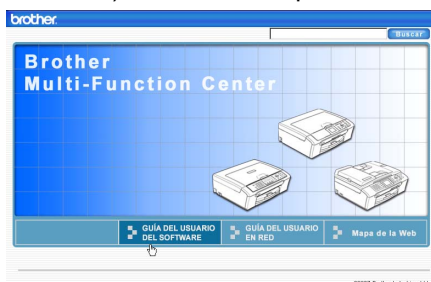 brother
Buscar
Brother
Multi-Function Center
GUÍA DEL USUARIO
DEL SOFTWARE
GUÍA DEL USUARIO
EN RED
Mapa de la Web